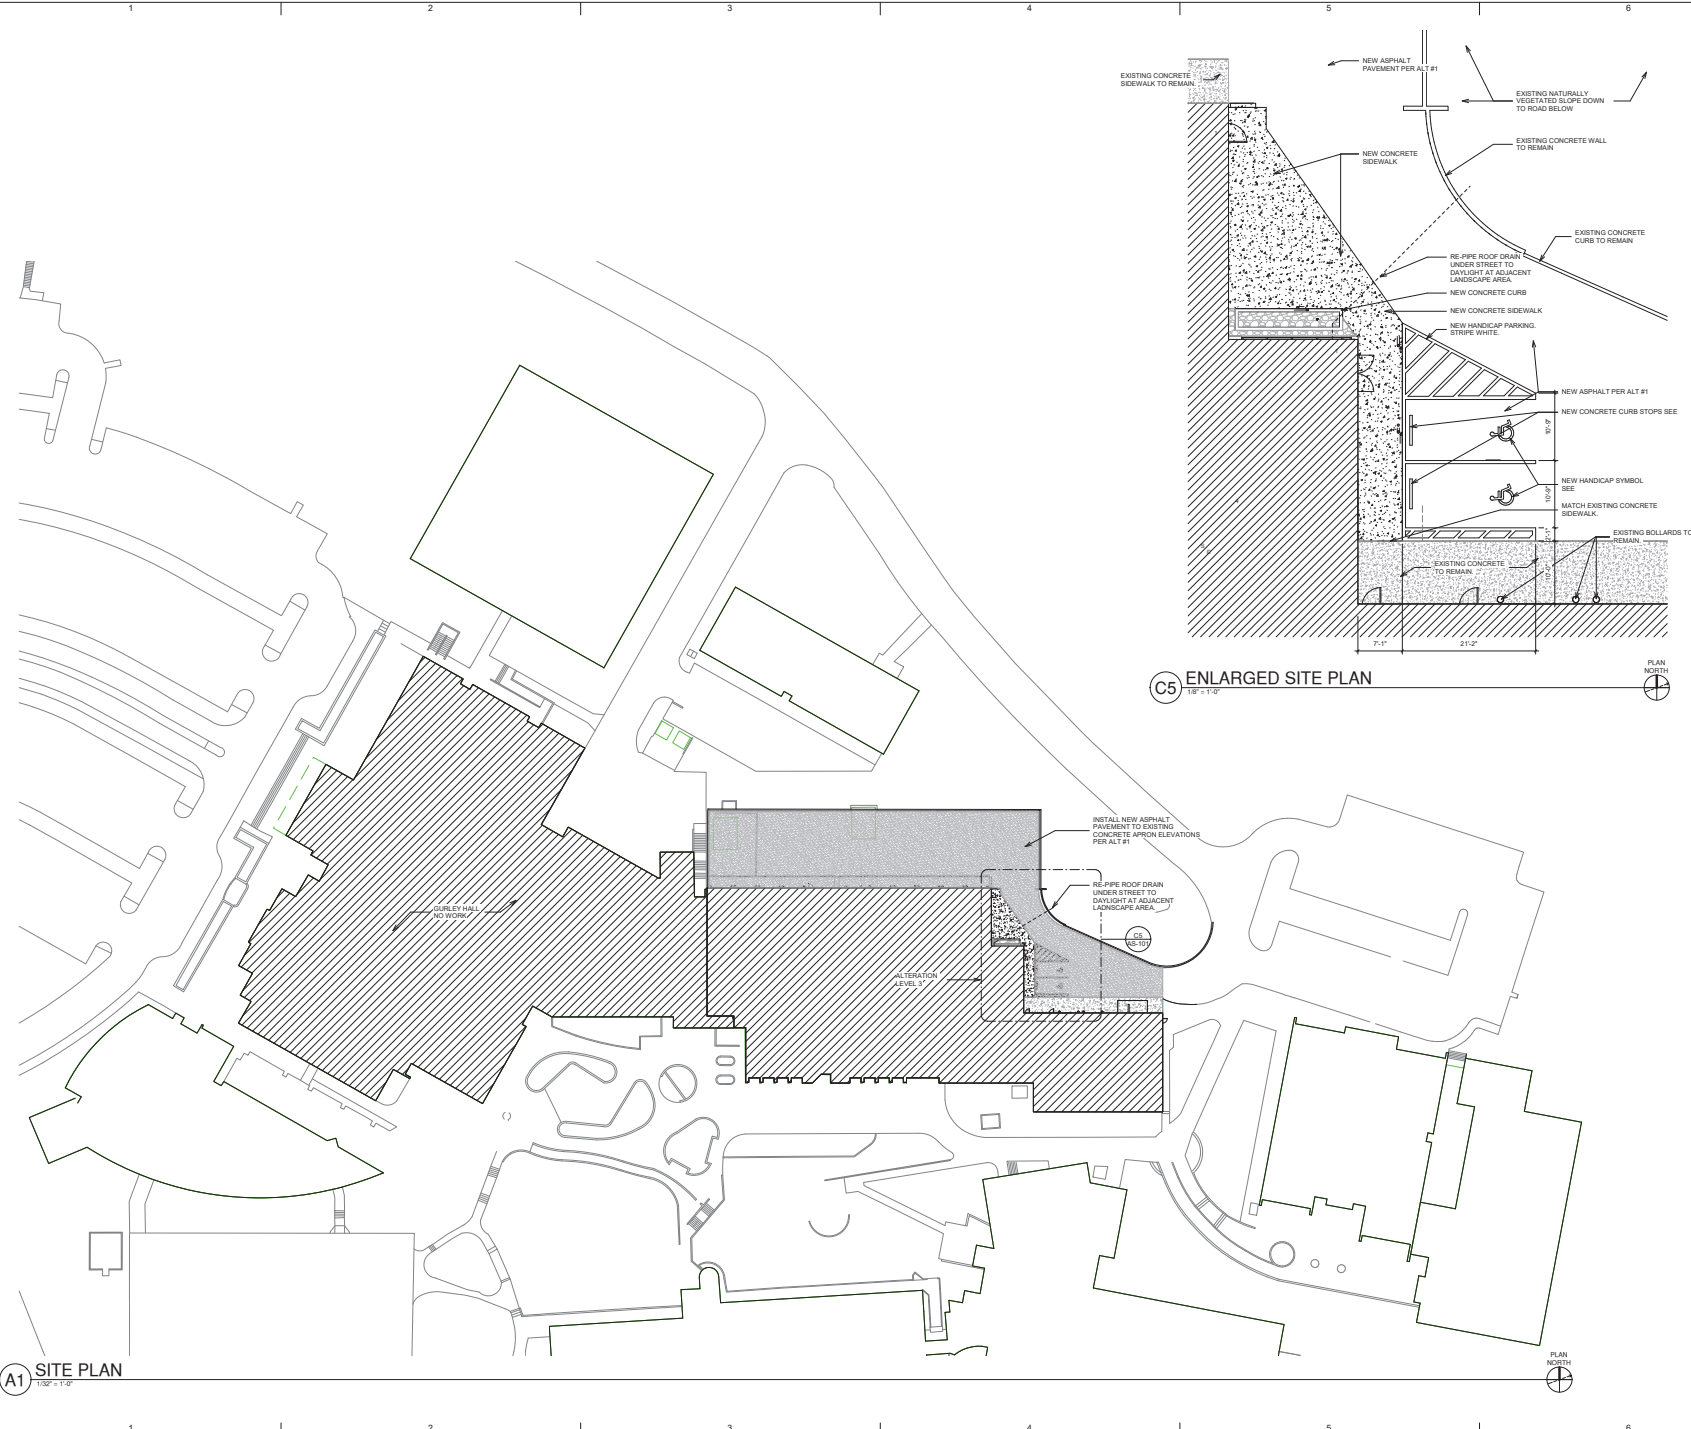 1 2 3 4 5 6
EXISTING CONCRETE
SIDEWALK TO REMAIN.
NEW ASPHALT
PAVEMENT PER ALT #1
EXISTING NATURALLY
VEGETATED SLOPE DOWN
TO ROAD BELOW
EXISTING CONCRETE WALL
TO REMAIN
NEW CONCRETE
SIDEWALK
EXISTING CONCRETE
CURB TO REMAIN
RE-PIPE ROOF DRAIN
UNDER STREET TO
DAYLIGHT AT ADJACENT
LANDSCAPE AREA.
NEW CONCRETE CURB
NEW CONCRETE SIDEWALK
NEW HANDICAP PARKING.
STRIPE WHITE.
NEW ASPHALT PER ALT #1
NEW CONCRETE CURB STOPS SEE
10'-9"
NEW HANDICAP SYMBOL
SEE
10'-9"
MATCH EXISTING CONCRETE
SIDEWALK.
EXISTING BOLLARDS TO
REMAIN.
2'-1"
EXISTING CONCRETE
TO REMAIN.
7'-1"
21'-2"
C5 ENLARGED SITE PLAN
1/8" = 1'-0"
PLAN
NORTH
INSTALL NEW ASPHALT
PAVEMENT TO EXISTING
CONCRETE APRON ELEVATIONS
PER ALT #1
RE-PIPE ROOF DRAIN
UNDER STREET TO
DAYLIGHT AT ADJACENT
LADNSCAPE AREA.
GURLEY HALL
NO WORK
C5
AS-101
ALTERATION
LEVEL 3
A1 SITE PLAN
1/32" = 1'-0"
PLAN
NORTH
1 2 3 4 5 6